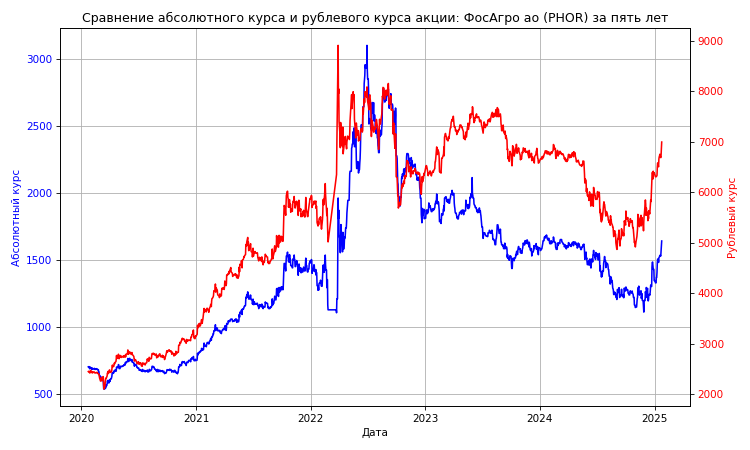 Сравнение абсолютного курса и рублевого курса акции: ФосАгро ао (PHOR) за пять лет
Абсолютный курс
3000
2500
2000
1500
1000
500
9000
8000
7000
6000
5000
4000
3000
2000
Рублевый курс
2020 2021 2022 2023 2024 2025
Дата